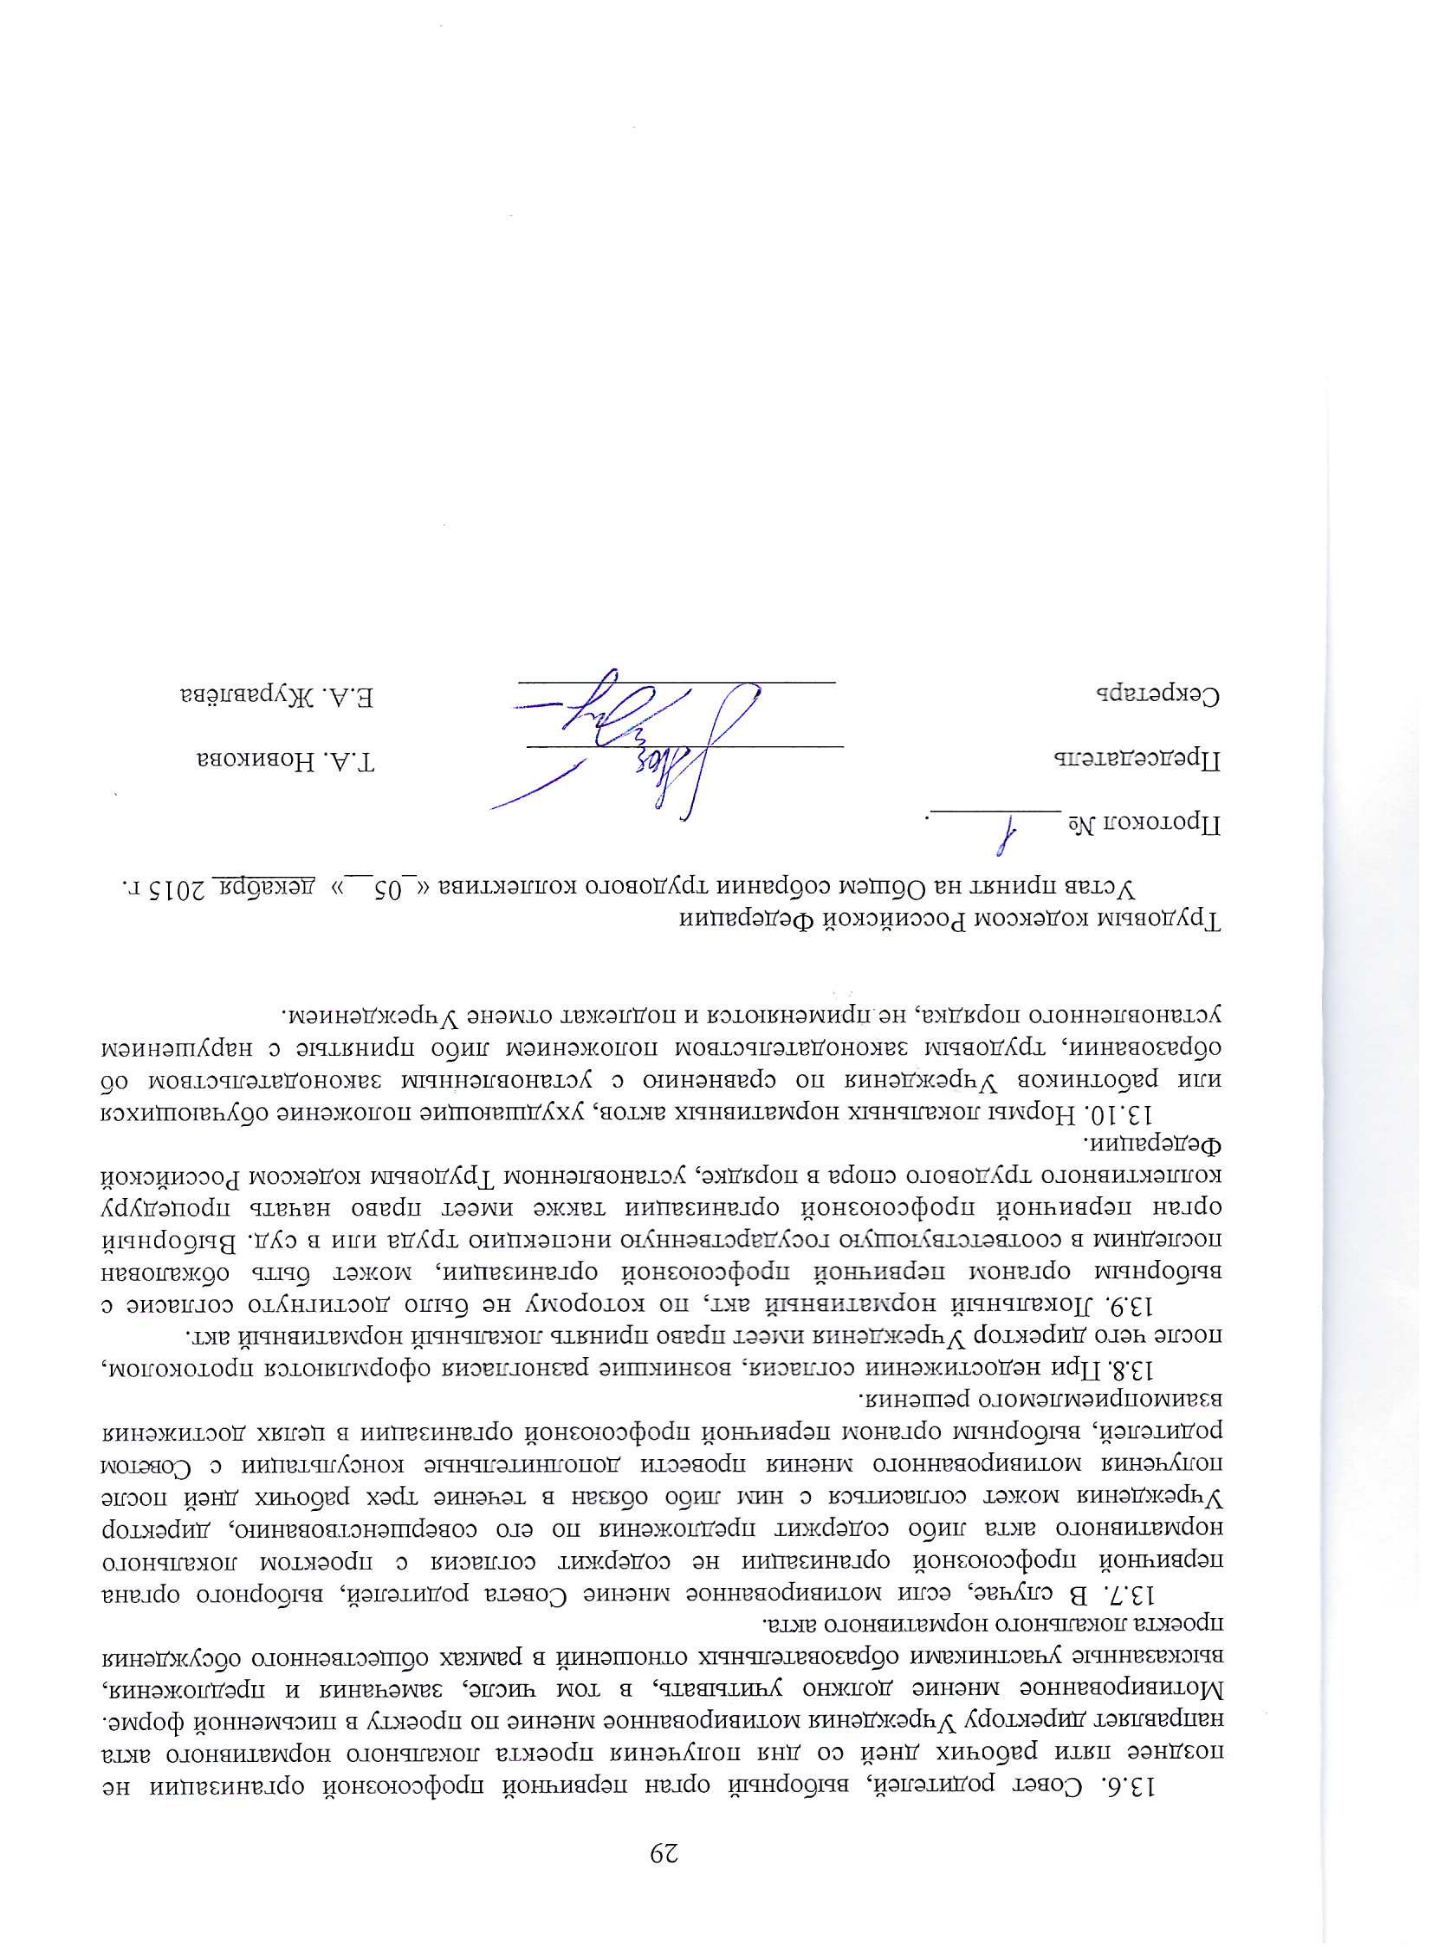 29
13.6. Совет родителей, выборный орган первичной профсоюзной организации не
позднее пяти рабочих дней со дня получения проекта локального нормативного акта
направляет директору Учреждения мотивированное мнение по проекту в письменной форме.
Мотивированное мнение должно учитывать, в том числе, замечания и предложения,
высказанные участниками образовательных отношений в рамках общественного обсуждения
проекта локального нормативного акта.
13.7. В случае, если мотивированное мнение Совета родителей, выборного органа
первичной профсоюзной организации не содержит согласия с проектом локального
нормативного акта либо содержит предложения по его совершенствованию, директор
Учреждения может согласиться с ним либо обязан в течение трех рабочих дней после
получения мотивированного мнения провести дополнительные консультации с Советом
родителей, выборным органом первичной профсоюзной организации в целях достижения
взаимоприемлемого решения.
13.8. При недостижении согласия, возникшие разногласия оформляются протоколом,
после чего директор Учреждения имеет право принять локальный нормативный акт.
13.9. Локальный нормативный акт, по которому не было достигнуто согласие с
выборным органом первичной профсоюзной организации, может быть обжалован
последним в соответствующую государственную инспекцию труда или в суд. Выборный
орган первичной профсоюзной организации также имеет право начать процедуру
коллективного трудового спора в порядке, установленном Трудовым кодексом Российской
Федерации.
13.10. Нормы локальных нормативных актов, ухудшающие положение обучающихся
или работников Учреждения по сравнению с установленным законодательством об
образовании, трудовым законодательством положением либо принятые с нарушением
установленного порядка, не применяются и подлежат отмене Учреждением.
Трудовым кодексом Российской Федерации
Устав принят на Общем собрании трудового коллектива «_05__» декабря 2015 г.
Протокол № 1.
Председатель Т.А. Новикова
Секретарь Е.А. Журавлёва